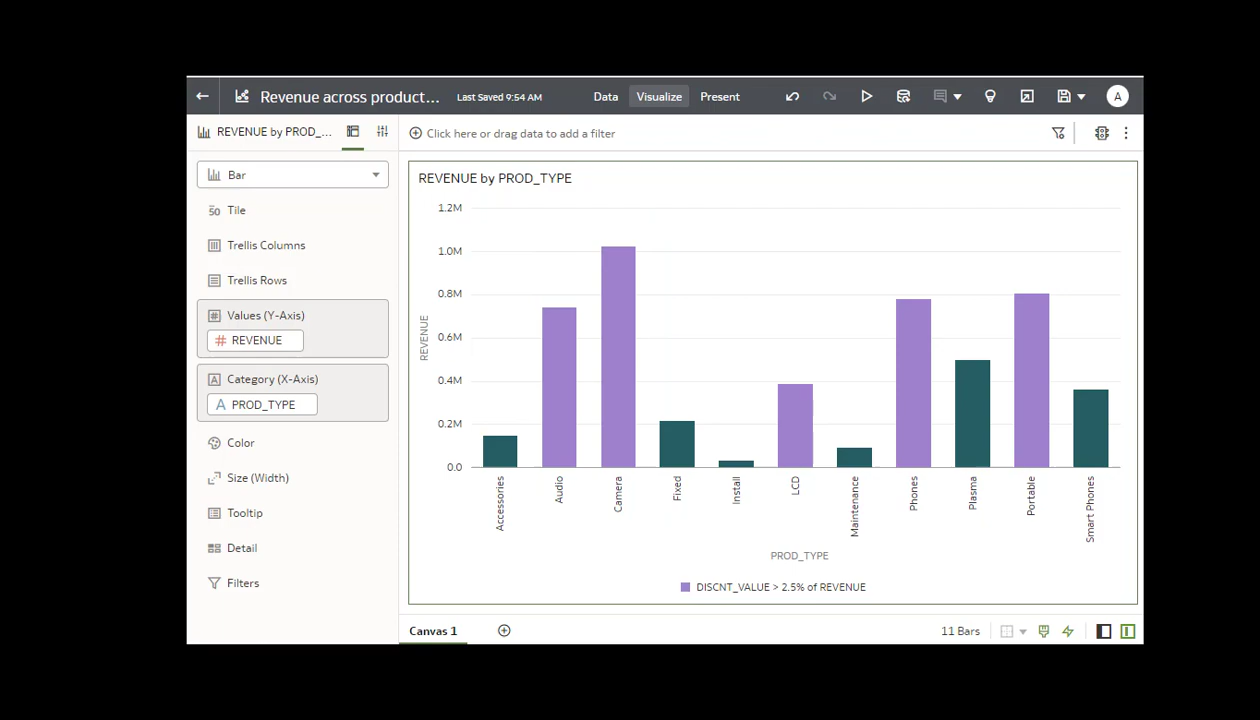 Revenue across product... Last Saved 9:54 AM Data Visualize Present A
REVENUE by PROD_...
Click here or drag data to add a filter
Bar
50 Tile
Trellis Columns
Trellis Rows
# Values (Y-Axis)
# REVENUE
A Category (X-Axis)
A PROD_TYPE
Color
Size (Width)
Tooltip
Detail
Filters
REVENUE by PROD_TYPE
1.2M
1.0M
0.8M
0.6M
0.4M
0.2M
0.0
REVENUE
Accessories
Audio
Camera
Fixed
Install
LCD
Maintenance
Phones
Plasma
Portable
Smart Phones
PROD_TYPE
DISCNT_VALUE > 2.5% of REVENUE
Canvas 1
11 Bars